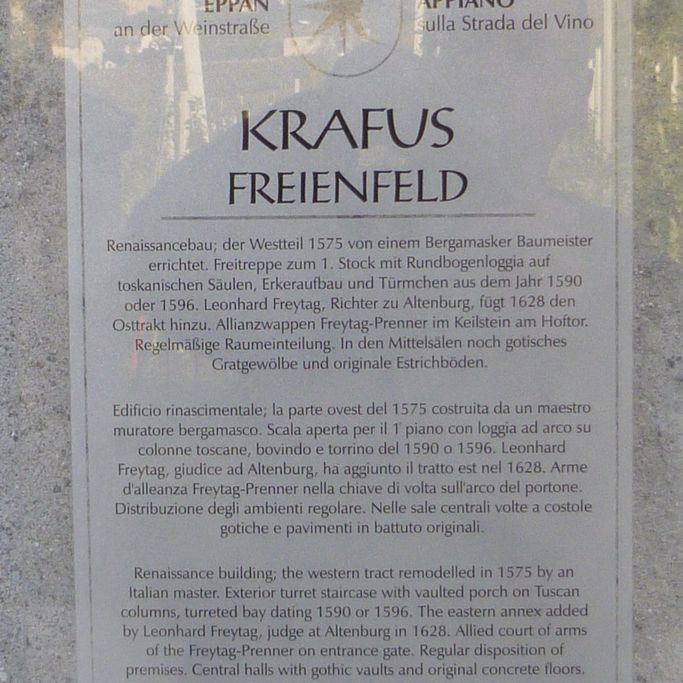 EPPAN
an der Weinstraße
APPIANO
sulla Strada del Vino
KRAFUS
FREIENFELD
Renaissancebau; der Westteil 1575 von einem Bergamasker Baumeister
errichtet. Freitreppe zum 1. Stock mit Rundbogenloggia auf
toskanischen Säulen, Erkeraufbau und Türmchen aus dem Jahr 1590
oder 1596. Leonhard Freytag, Richter zu Altenburg, fügt 1628 den
Osttrakt hinzu. Allianzwappen Freytag-Prenner im Keilstein am Hoftor.
Regelmäßige Raumeinteilung. In den Mittelsälen noch gotisches
Gratgewölbe und originale Estrichböden.
Edificio rinascimentale; la parte ovest del 1575 costruita da un maestro
muratore bergamasco. Scala aperta per il 1 piano con loggia ad arco su
colonne toscane, bovindo e torrino del 1590 o 1596. Leonhard
Freytag, giudice ad Altenburg, ha aggiunto il tratto est nel 1628. Arme
d'alleanza Freytag-Prenner nella chiave di volta sull'arco del portone.
Distribuzione degli ambienti regolare. Nelle sale centrali volte a costole
gotiche e pavimenti in battuto originali.
Renaissance building; the western tract remodelled in 1575 by an
Italian master. Exterior turret staircase with vaulted porch on Tuscan
columns, turreted bay dating 1590 or 1596. The eastern annex added
by Leonhard Freytag, judge at Altenburg in 1628. Allied court of arms
of the Freytag-Prenner on entrance gate. Regular disposition of
premises. Central halls with gothic vaults and original concrete floors.